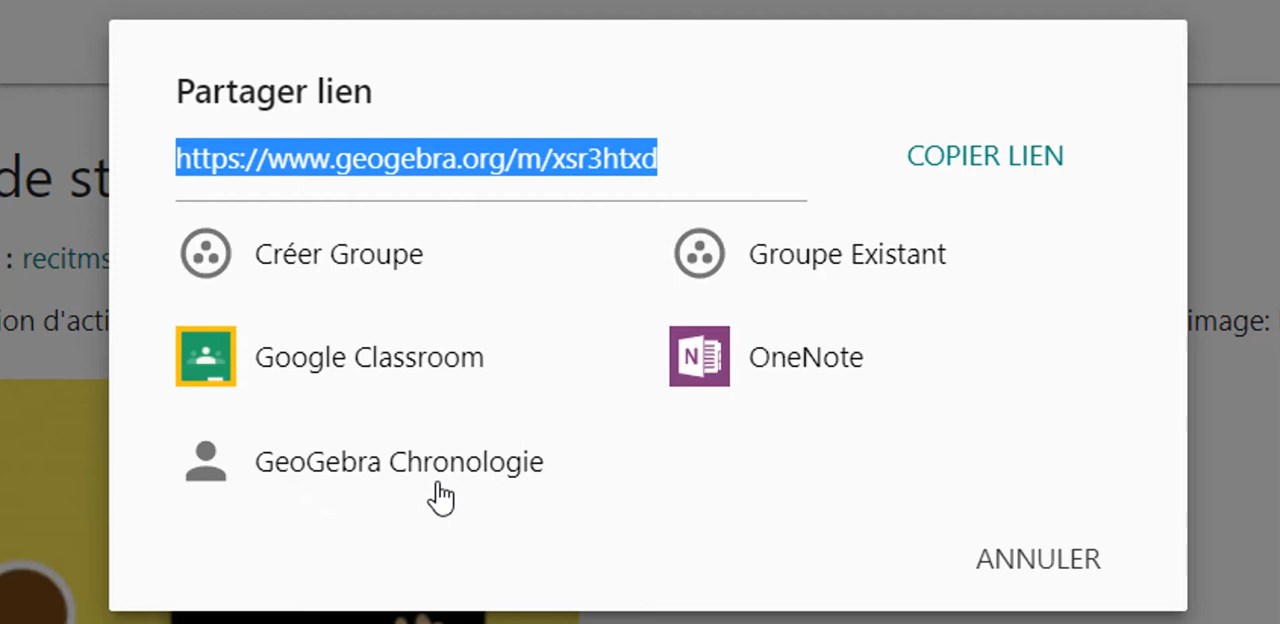 Partager lien
https://www.geogebra.org/m/xsr3htxd
COPIER LIEN
Créer Groupe
Groupe Existant
Google Classroom
OneNote
GeoGebra Chronologie
ANNULER
de st
: recitms
ion d'acti
image: